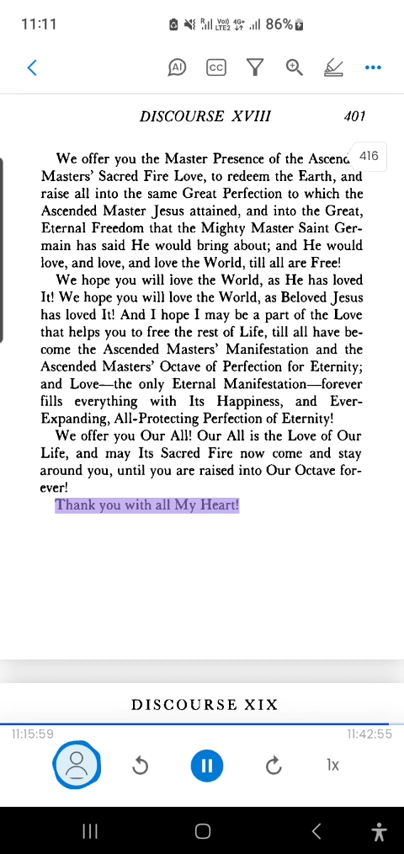 11:11
86%
AI
CC
DISCOURSE XVIII 401
416
We offer you the Master Presence of the Ascend
Masters' Sacred Fire Love, to redeem the Earth, and
raise all into the same Great Perfection to which the
Ascended Master Jesus attained, and into the Great,
Eternal Freedom that the Mighty Master Saint Ger-
main has said He would bring about; and He would
love, and love, and love the World, till all are Free!
We hope you will love the World, as He has loved
It! We hope you will love the World, as Beloved Jesus
has loved It! And I hope I may be a part of the Love
that helps you to free the rest of Life, till all have be-
come the Ascended Masters' Manifestation and the
Ascended Masters' Octave of Perfection for Eternity;
and Love—the only Eternal Manifestation—forever
fills everything with Its Happiness, and Ever-
Expanding, All-Protecting Perfection of Eternity!
We offer you Our All! Our All is the Love of Our
Life, and may Its Sacred Fire now come and stay
around you, until you are raised into Our Octave for-
ever!
Thank you with all My Heart!
DISCOURSE XIX
11:15:59
11:42:55
1x